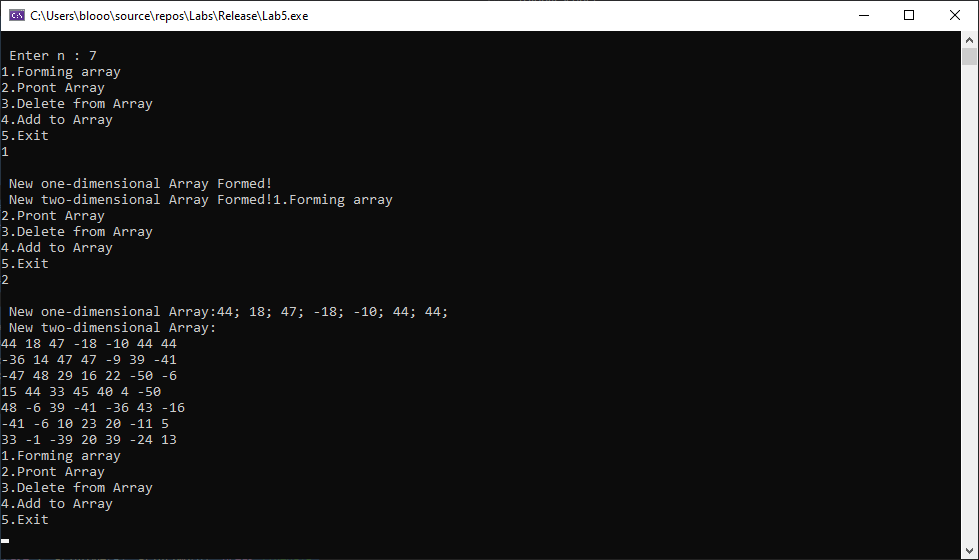 C:\Users\blooo\source\repos\Labs\Release\Lab5.exe
Enter n : 7
1.Forming array
2.Pront Array
3.Delete from Array
4.Add to Array
5.Exit
1
New one-dimensional Array Formed!
New two-dimensional Array Formed!1.Forming array
2.Pront Array
3.Delete from Array
4.Add to Array
5.Exit
2
New one-dimensional Array:44; 18; 47; -18; -10; 44; 44;
New two-dimensional Array:
44 18 47 -18 -10 44 44
-36 14 47 47 -9 39 -41
-47 48 29 16 22 -50 -6
15 44 33 45 40 4 -50
48 -6 39 -41 -36 43 -16
-41 -6 10 23 20 -11 5
33 -1 -39 20 39 -24 13
1.Forming array
2.Pront Array
3.Delete from Array
4.Add to Array
5.Exit